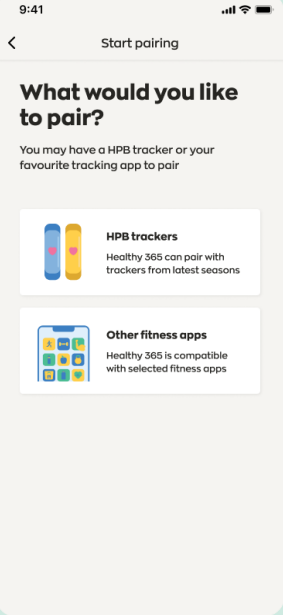 9:41
Start pairing
What would you like
to pair?
You may have a HPB tracker or your
favourite tracking app to pair
HPB trackers
Healthy 365 can pair with
trackers from latest seasons
Other fitness apps
Healthy 365 is compatible
with selected fitness apps